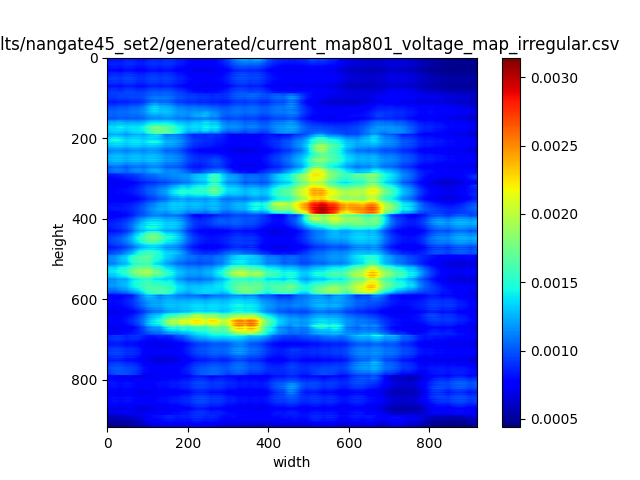 lts/nangate45_set2/generated/current_map801_voltage_map_irregular.csv
0
200
400
600
800
height
0 200 400 600 800
width
0.0030
0.0025
0.0020
0.0015
0.0010
0.0005